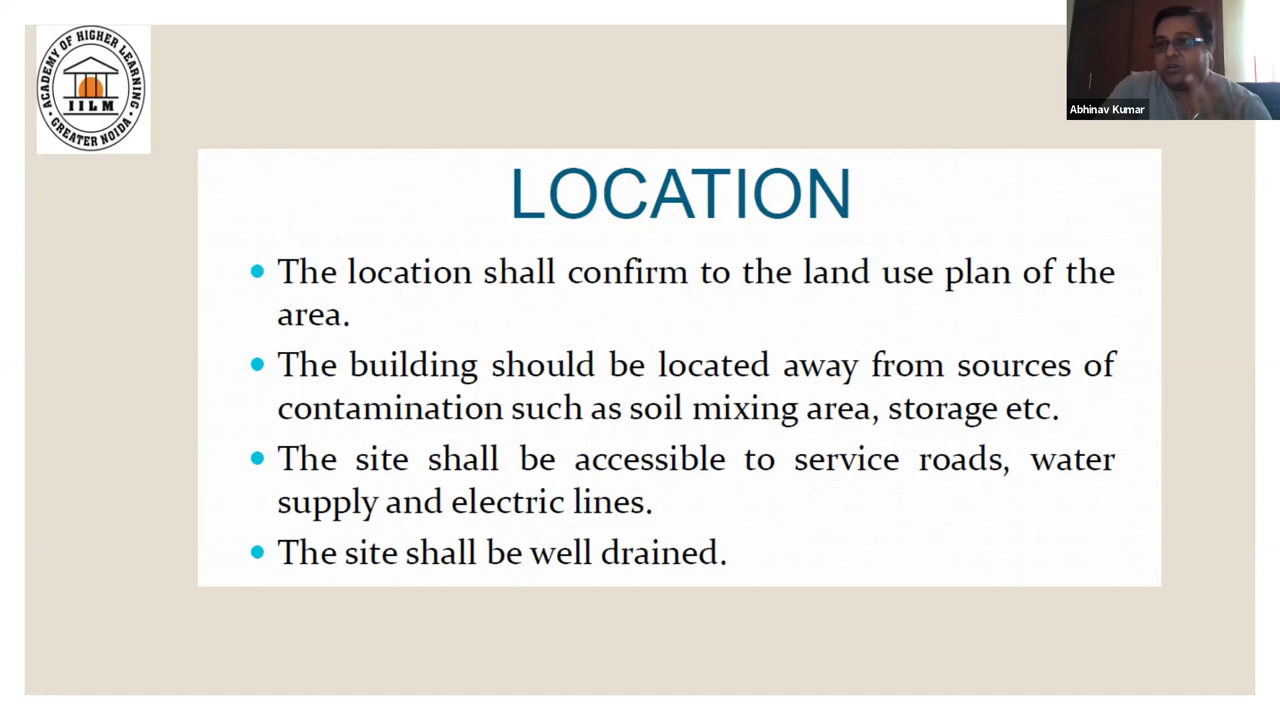 ACADEMY OF HIGHER LEARNING
IILM
GREATER NOIDA
Abhinav Kumar
LOCATION
• The location shall confirm to the land use plan of the
area.
• The building should be located away from sources of
contamination such as soil mixing area, storage etc.
• The site shall be accessible to service roads, water
supply and electric lines.
• The site shall be well drained.